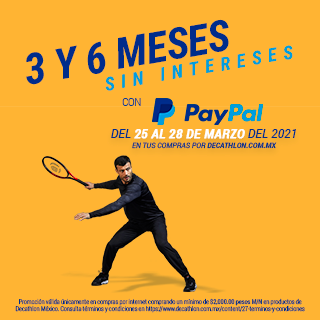 3 Y 6 MESES
SIN INTERESES
CON PayPal
DEL 25 AL 28 DE MARZO DEL 2021
EN TUS COMPRAS POR DECATHLON.COM.MX
Promoción válida únicamente en compras por internet comprando un mínimo de $2,000.00 pesos M/N en productos de
Decathlon México. Consulta términos y condiciones en https://www.decathlon.com.mx/content/27-terminos-y-condiciones